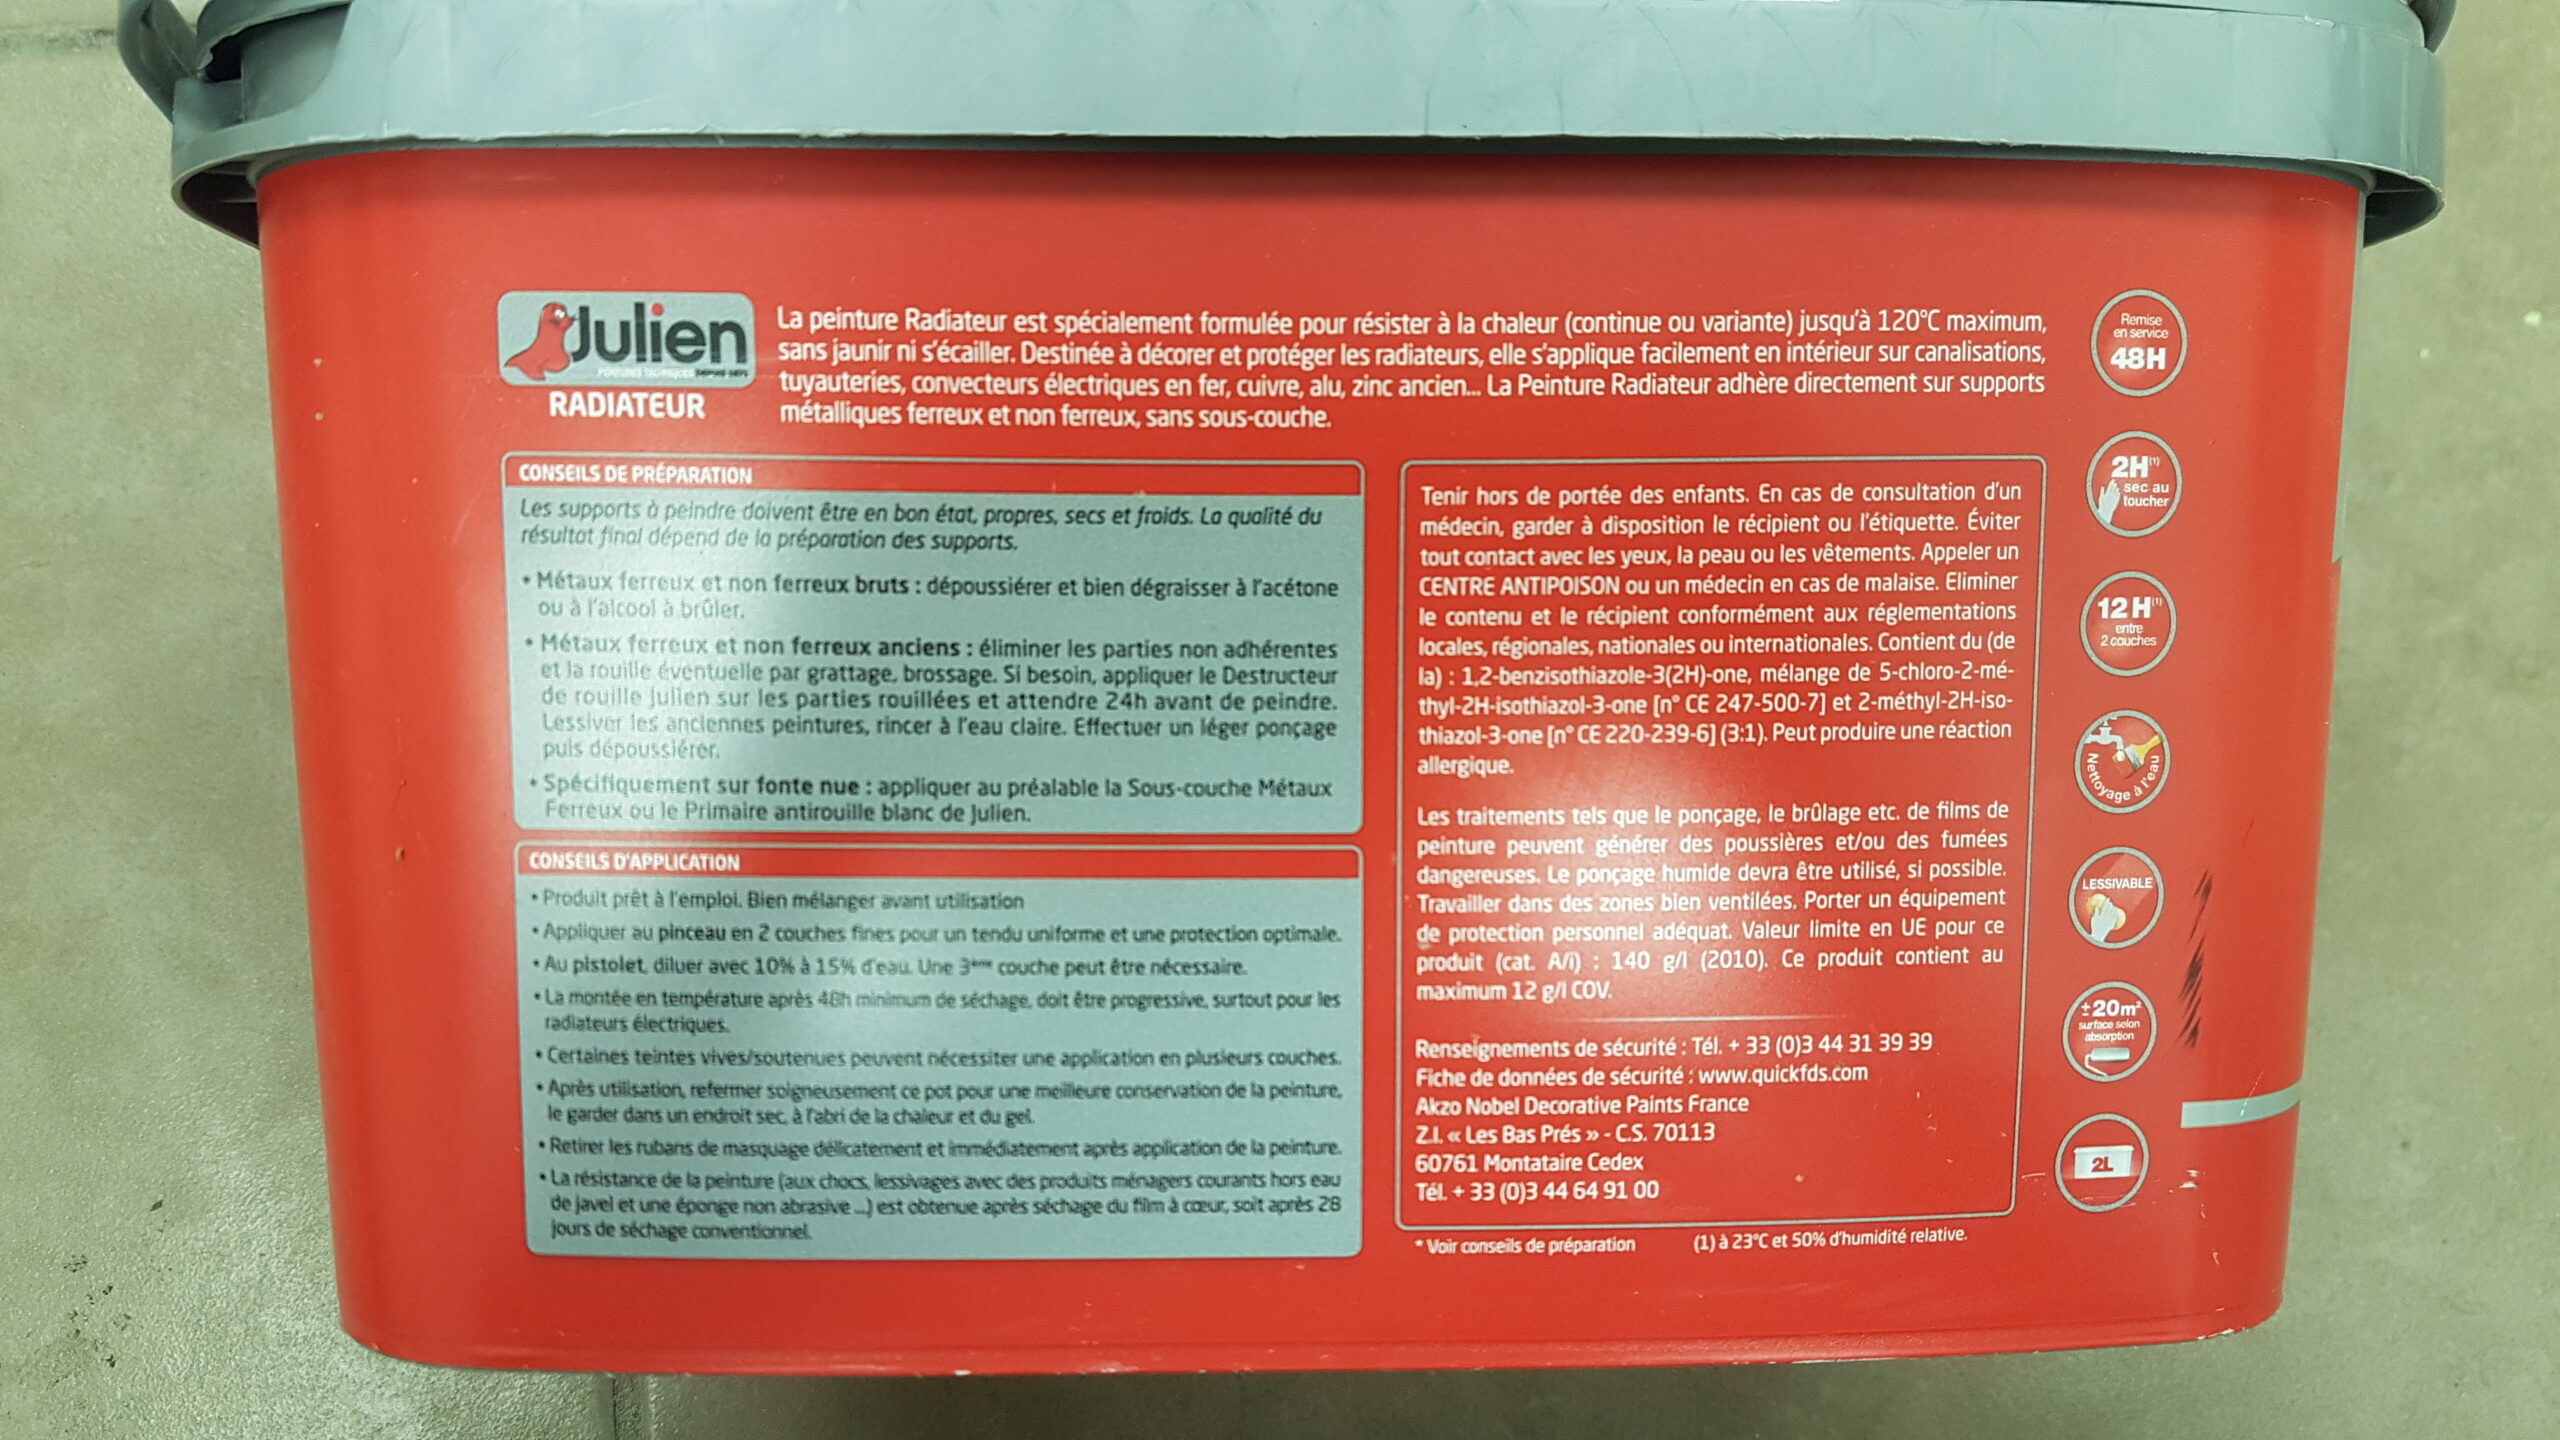 Julien
PEINTURES TECHNIQUES DEPUIS
RADIATEUR
La peinture Radiateur est spécialement formulée pour résister à la chaleur (continue ou variante) jusqu'à 120°C maximum,
sans jaunir ni s'écailler. Destinée à décorer et protéger les radiateurs, elle s'applique facilement en intérieur sur canalisations,
tuyauteries, convecteurs électriques en fer, cuivre, alu, zinc ancien... La Peinture Radiateur adhère directement sur supports
métalliques ferreux et non ferreux, sans sous-couche.
CONSEILS DE PRÉPARATION
Les supports à peindre doivent être en bon état, propres, secs et froids. La qualité du
résultat final dépend de la préparation des supports.
• Métaux ferreux et non ferreux bruts : dépoussiérer et bien dégraisser à l'acétone
ou à l'alcool à brûler.
• Métaux ferreux et non ferreux anciens : éliminer les parties non adhérentes
et la rouille éventuelle par grattage, brossage. Si besoin, appliquer le Destructeur
de rouille Julien sur les parties rouillées et attendre 24h avant de peindre.
Lessiver les anciennes peintures, rincer à l'eau claire. Effectuer un léger ponçage
puis dépoussiérer.
• Spécifiquement sur fonte nue : appliquer au préalable la Sous-couche Métaux
Ferreux ou le Primaire antirouille blanc de Julien.
CONSEILS D'APPLICATION
• Produit prêt à l'emploi. Bien mélanger avant utilisation
• Appliquer au pinceau en 2 couches fines pour un tendu uniforme et une protection optimale.
• Au pistolet, diluer avec 10% à 15% d'eau. Une 3ème couche peut être nécessaire.
• La montée en température après 48h minimum de séchage, doit être progressive, surtout pour les
radiateurs électriques.
• Certaines teintes vives/soutenues peuvent nécessiter une application en plusieurs couches.
• Après utilisation, refermer soigneusement ce pot pour une meilleure conservation de la peinture,
le garder dans un endroit sec, à l'abri de la chaleur et du gel.
• Retirer les rubans de masquage délicatement et immédiatement après application de la peinture.
• La résistance de la peinture (aux chocs, lessivages avec des produits ménagers courants hors eau
de javel et une éponge non abrasive ...) est obtenue après séchage du film à cœur, soit après 28
jours de séchage conventionnel.
Tenir hors de portée des enfants. En cas de consultation d'un
médecin, garder à disposition le récipient ou l'étiquette. Éviter
tout contact avec les yeux, la peau ou les vêtements. Appeler un
CENTRE ANTIPOISON ou un médecin en cas de malaise. Eliminer
le contenu et le récipient conformément aux réglementations
locales, régionales, nationales ou internationales. Contient du (de
la) : 1,2-benzisothiazole-3(2H)-one, mélange de 5-chloro-2-mé-
thyl-2H-isothiazol-3-one [n° CE 247-500-7] et 2-méthyl-2H-iso-
thiazol-3-one [n° CE 220-239-6] (3:1). Peut produire une réaction
allergique.
Les traitements tels que le ponçage, le brûlage etc. de films de
peinture peuvent générer des poussières et/ou des fumées
dangereuses. Le ponçage humide devra être utilisé, si possible.
Travailler dans des zones bien ventilées. Porter un équipement
de protection personnel adéquat. Valeur limite en UE pour ce
produit (cat. A/i) : 140 g/l (2010). Ce produit contient au
maximum 12 g/l COV.
Renseignements de sécurité : Tél. + 33 (0)3 44 31 39 39
Fiche de données de sécurité : www.quickfds.com
Akzo Nobel Decorative Paints France
Z.I. « Les Bas Prés » - C.S. 70113
60761 Montataire Cedex
Tél. + 33 (0)3 44 64 91 00
* Voir conseils de préparation
(1) à 23°C et 50% d'humidité relative.
Remise
en service
48H
2H(1)
sec au
toucher
12 H(1)
entre
2 couches
Nettoyage à l'eau
LESSIVABLE
±20m²
surface selon
absorption
2L